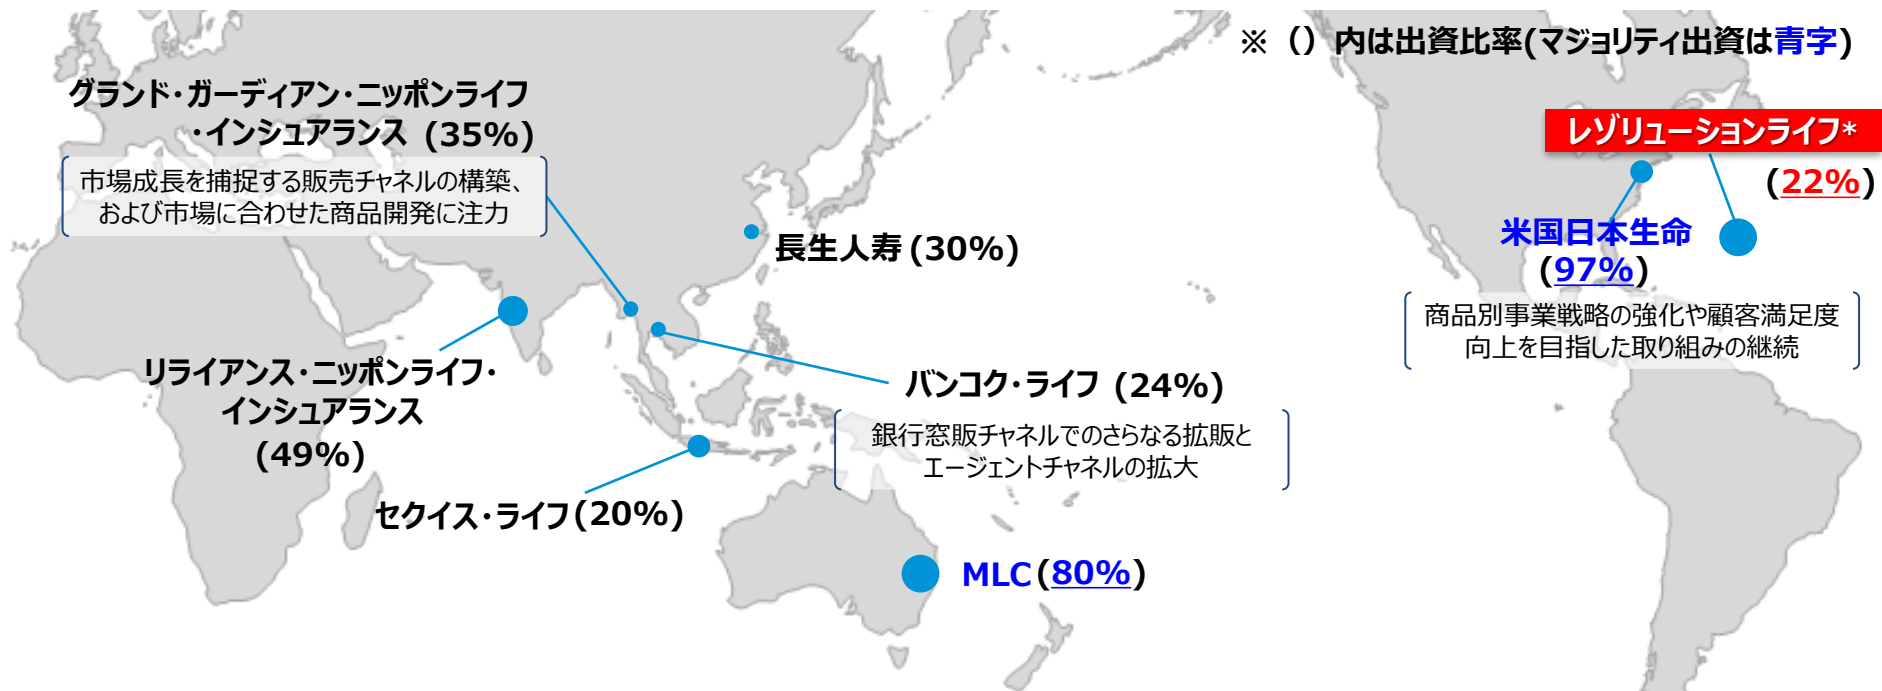 ※（）内は出資比率(マジョリティ出資は青字)
グランド・ガーディアン・ニッポンライフ
・インシュアランス (35%)
市場成長を捕捉する販売チャネルの構築、
および市場に合わせた商品開発に注力
長生人寿(30%)
リライアンス・ニッポンライフ・
インシュアランス
(49%)
バンコク・ライフ (24%)
銀行窓販チャネルでのさらなる拡販と
エージェントチャネルの拡大
セクイス・ライフ(20%)
MLC(80%)
レゾリューションライフ*
(22%)
米国日本生命
(97%)
商品別事業戦略の強化や顧客満足度
向上を目指した取り組みの継続